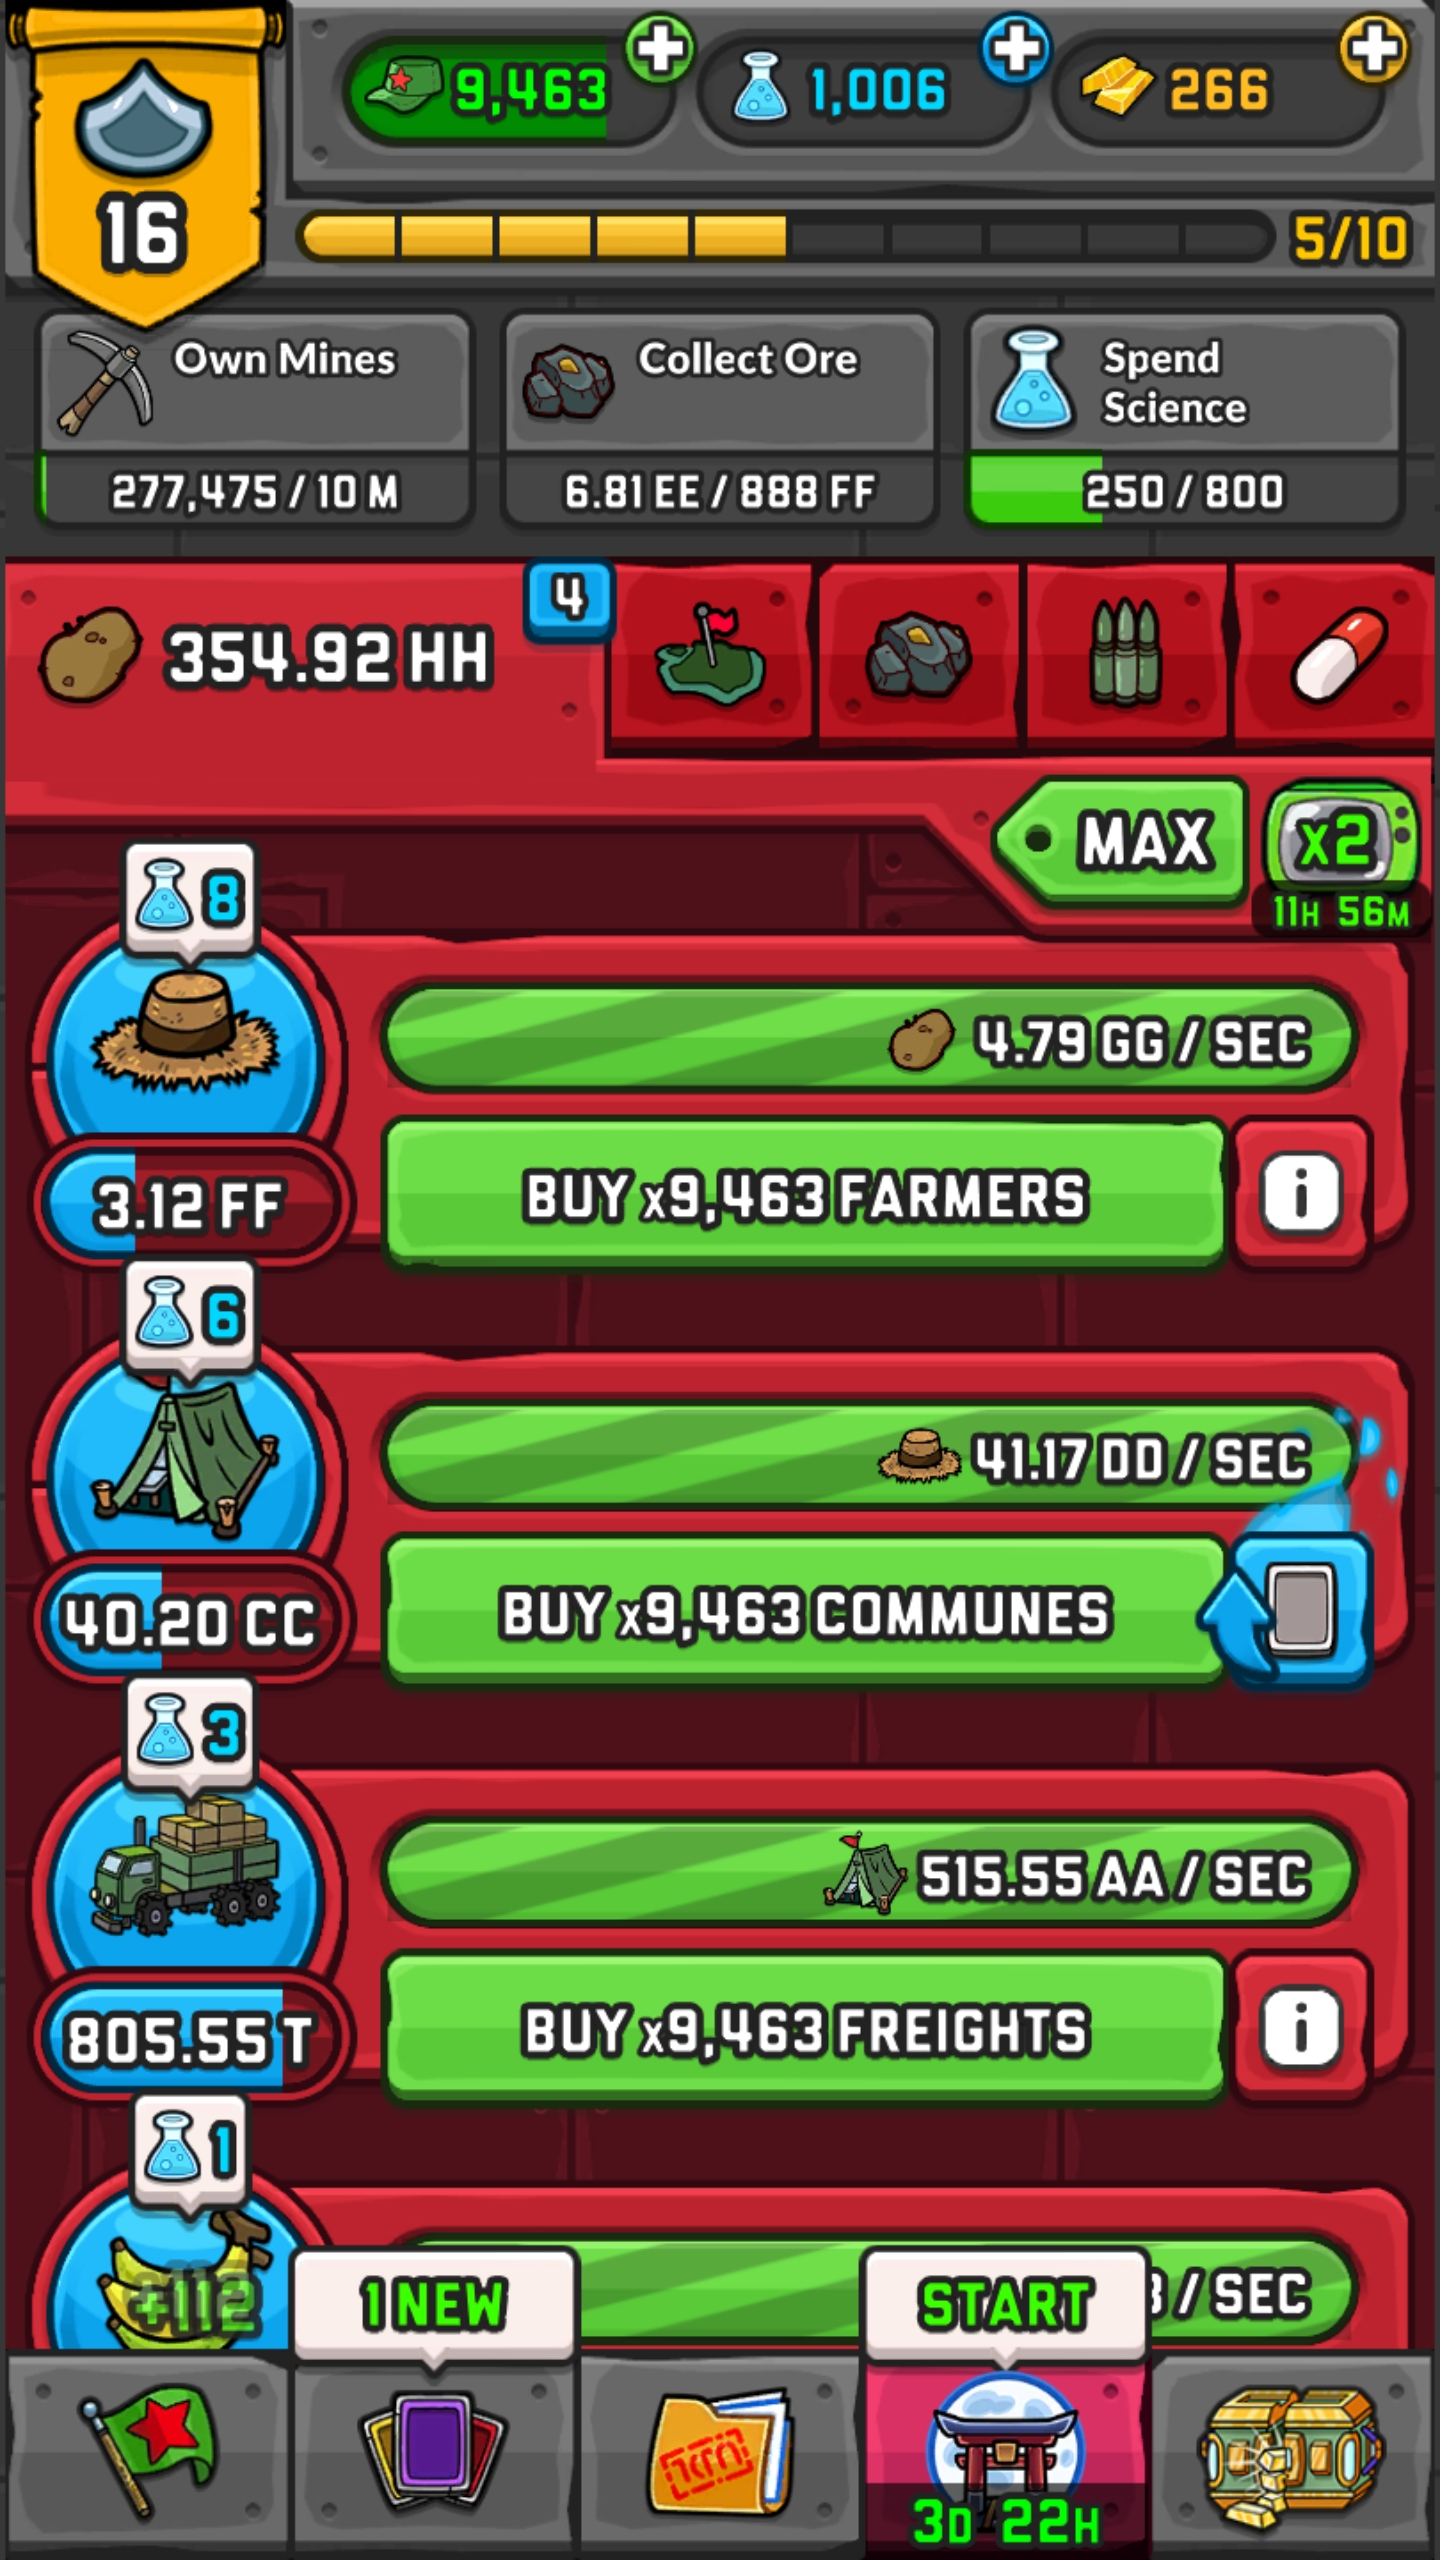 9,463
1,006
266
16
5/10
Own Mines
277,475 / 10 M
Collect Ore
6.81 EE / 888 FF
Spend
Science
250 / 800
354.92 HH
4
MAX
x2
11H 56M
8
4.79 GG / SEC
3.12 FF
BUY x9,463 FARMERS
i
6
41.17 DD / SEC
40.20 CC
BUY x9,463 COMMUNES
3
515.55 AA / SEC
805.55 T
BUY x9,463 FREIGHTS
i
1
+112
/ SEC
1 NEW
START
3D 22H